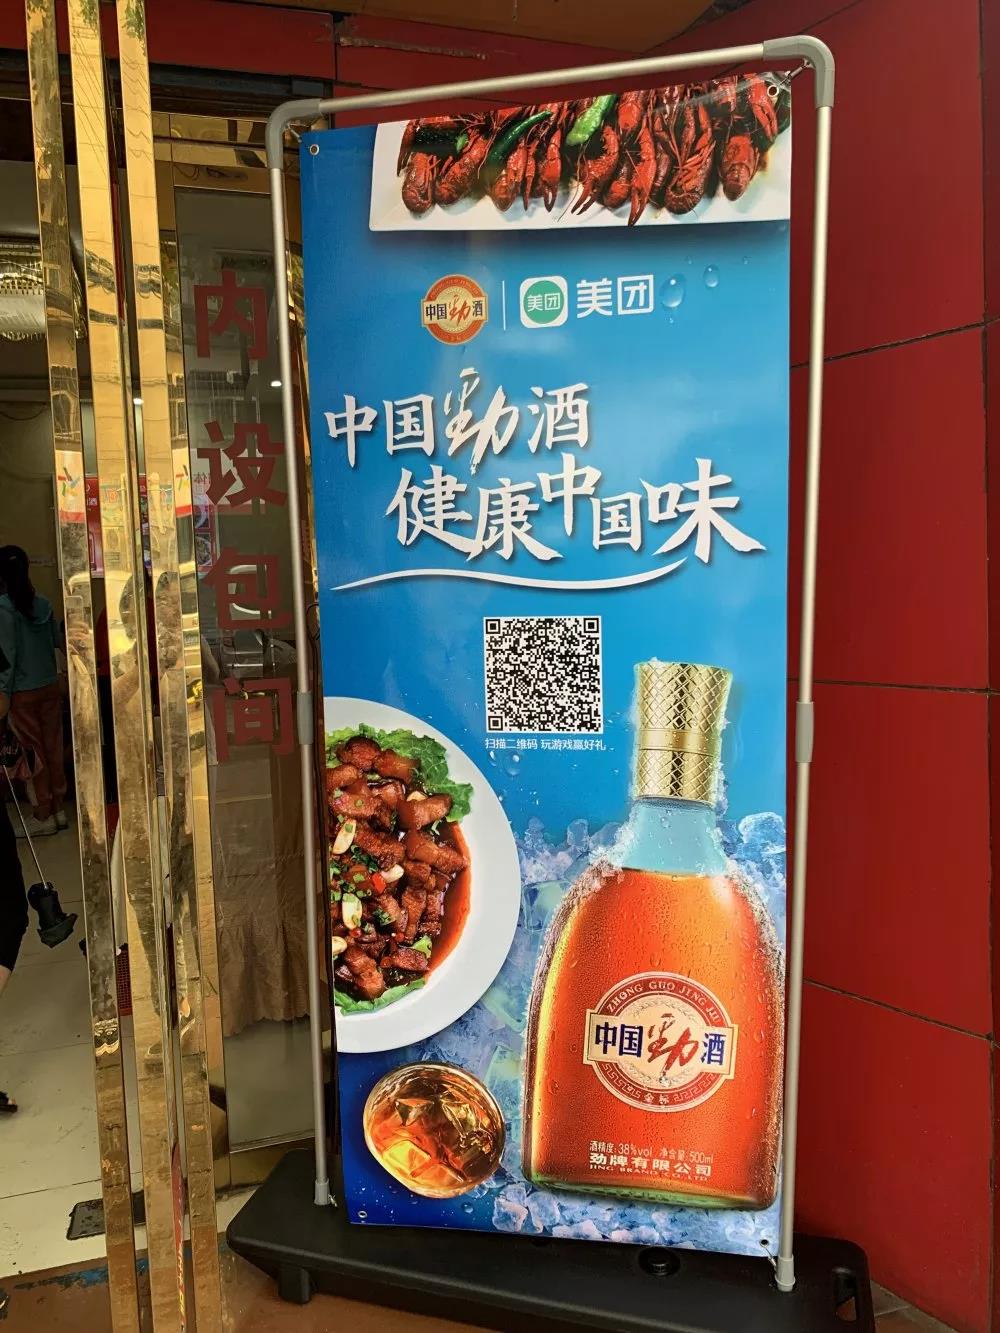 内设包间
中国劲酒
美团 美团
中国劲酒
健康中国味
扫描二维码 玩游戏赢好礼
ZHONG GUO JING JIU
中国劲酒
酒精度:38%vol 净含量:500ml
劲牌有限公司
JING BRAND CO.,LTD